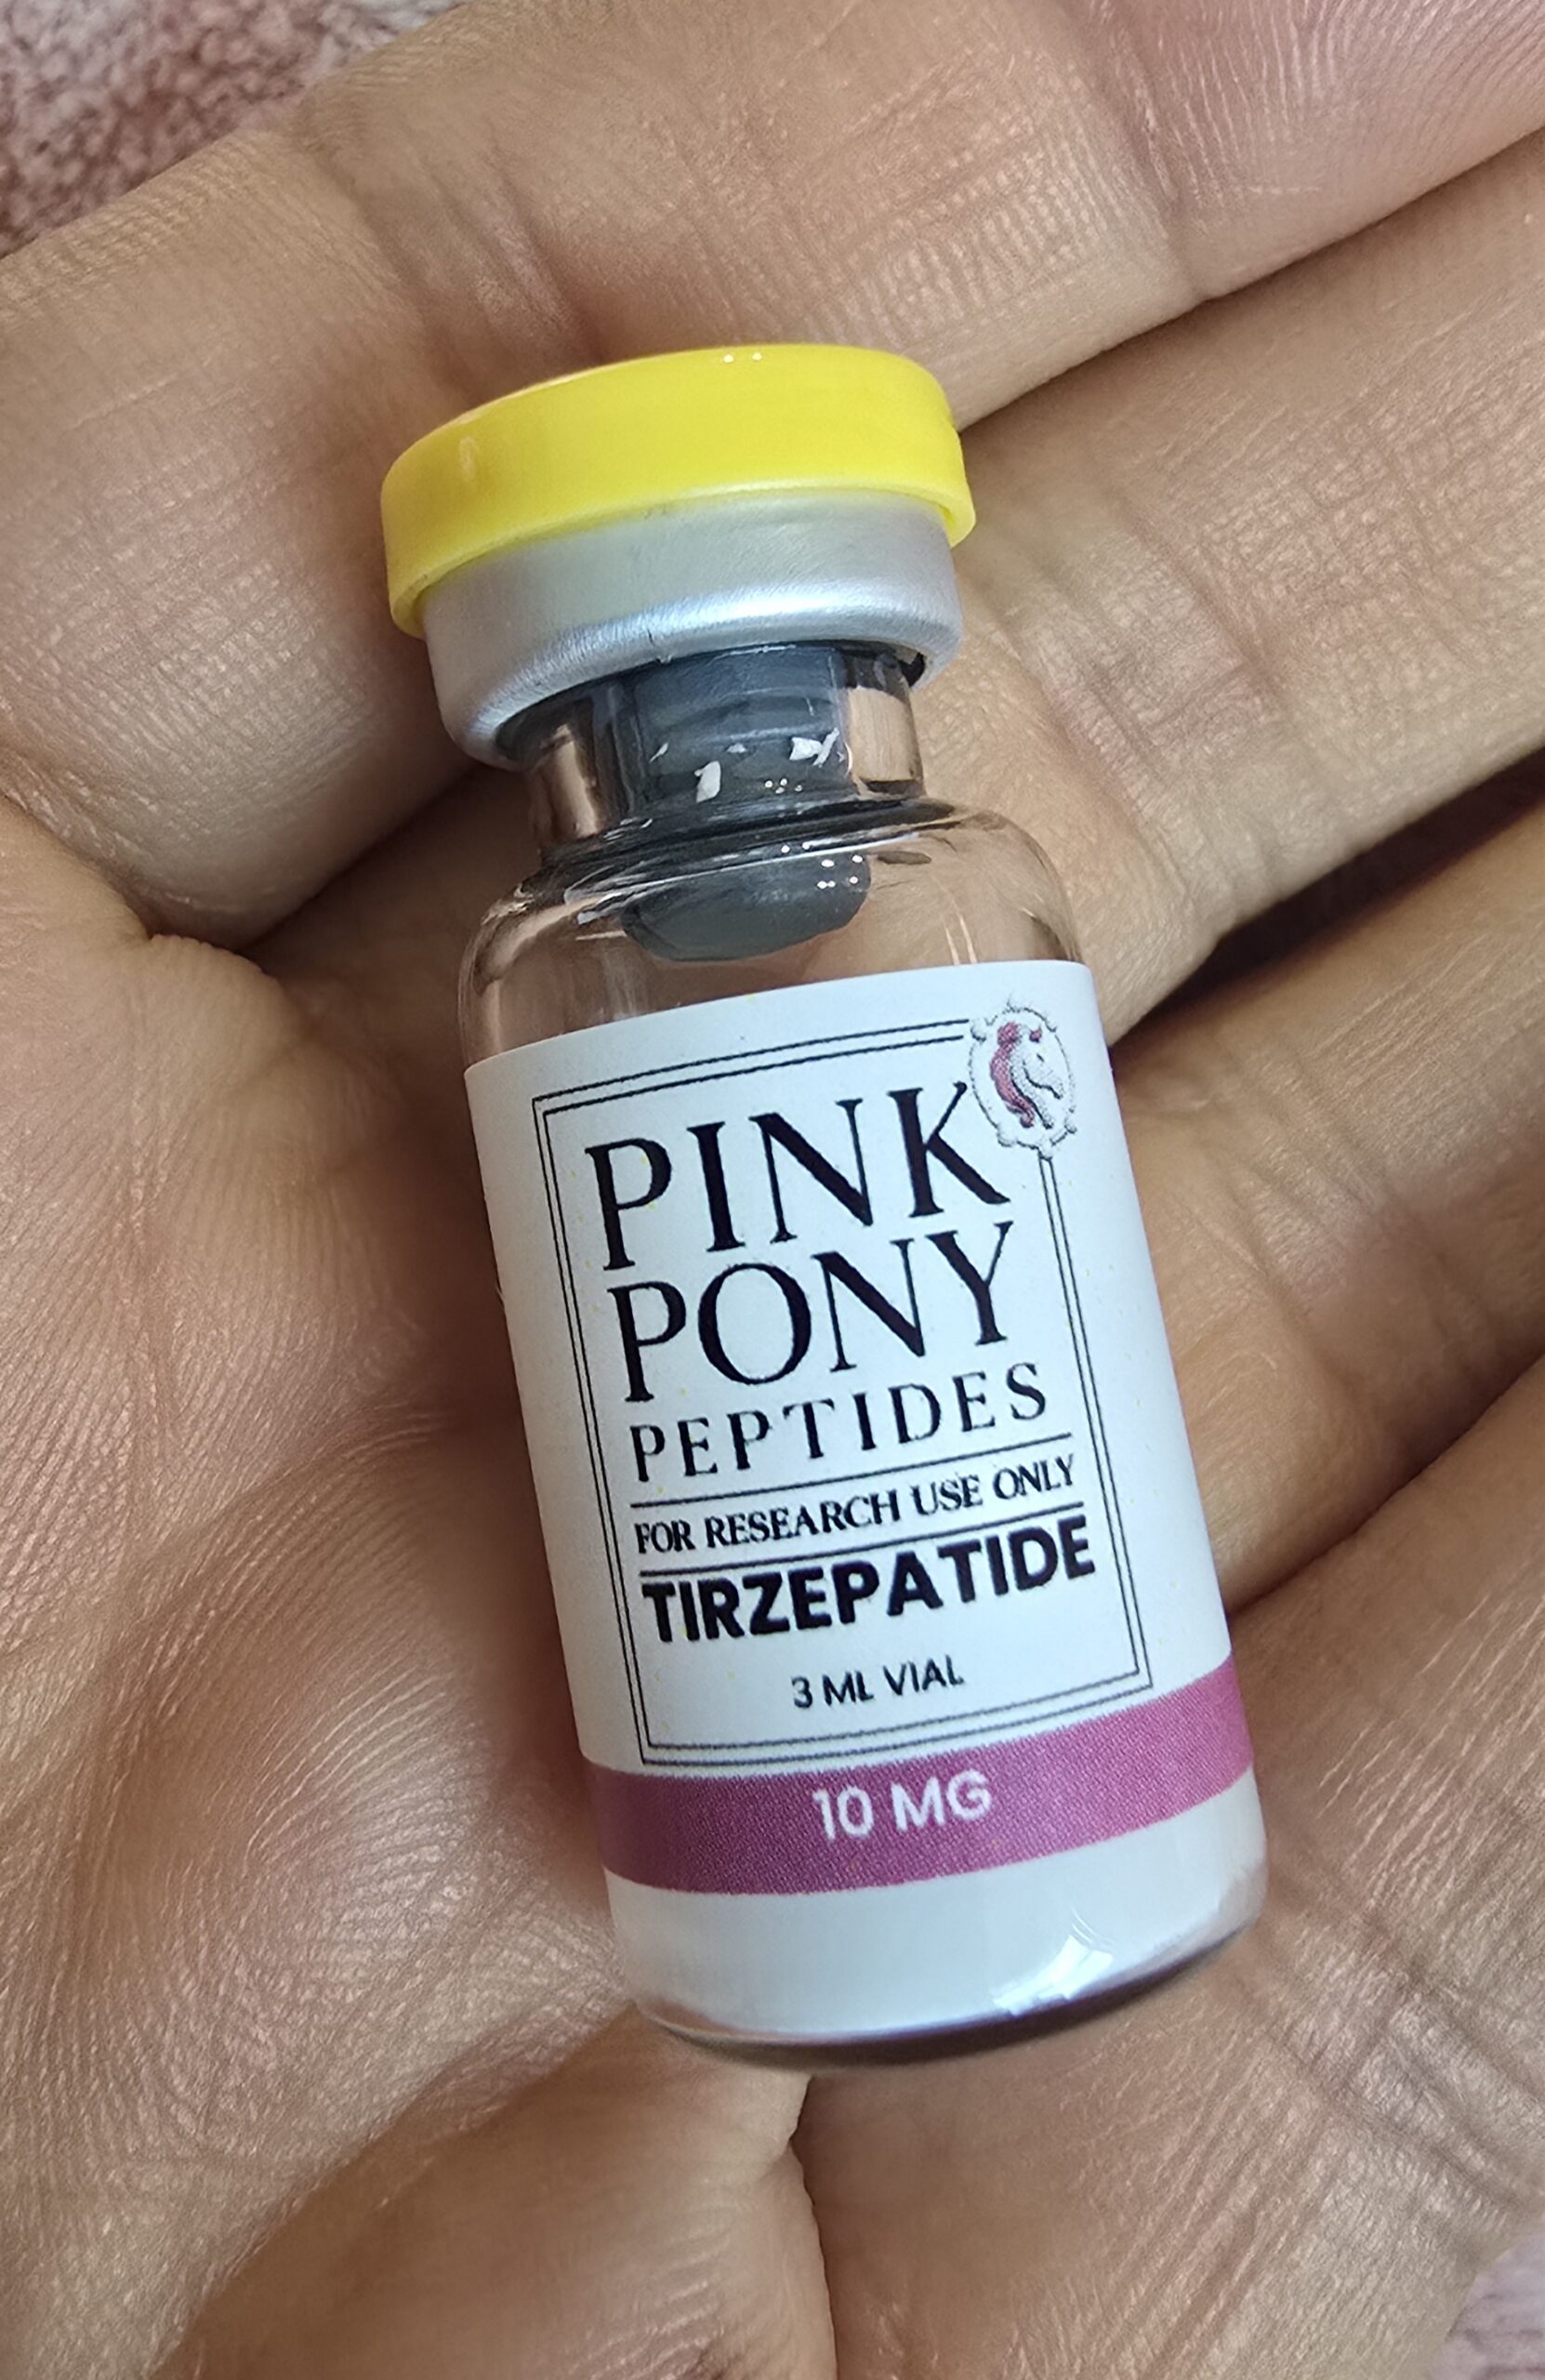 PINK
PONY
PEPTIDES
FOR RESEARCH USE ONLY
TIRZEPATIDE
3 ML VIAL
10 MG